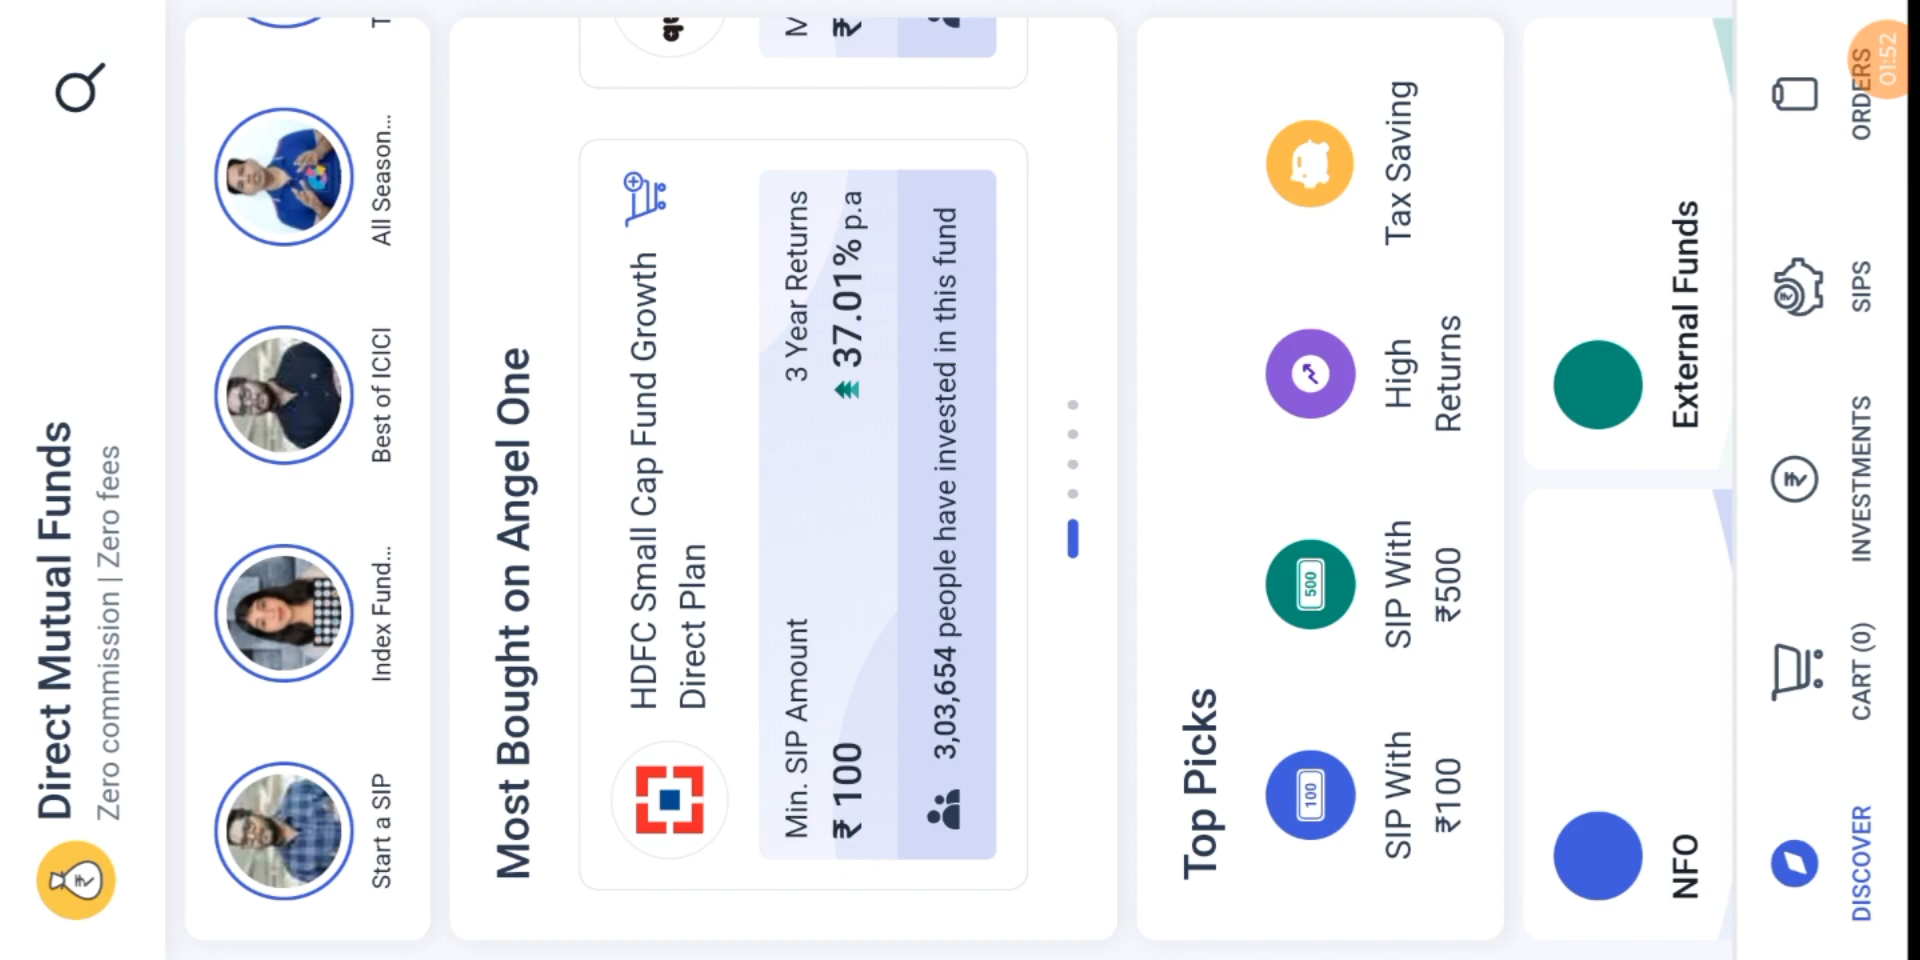 Direct Mutual Funds
Zero commission | Zero fees
Start a SIP
Index Fund...
Best of ICICI
All Season...
T
Most Bought on Angel One
HDFC Small Cap Fund Growth
Direct Plan
Min. SIP Amount
₹ 100
3 Year Returns
37.01% p.a
3,03,654 people have invested in this fund
M
₹
Top Picks
100
SIP With
₹100
500
SIP With
₹500
High
Returns
Tax Saving
NFO
External Funds
DISCOVER
CART (0)
INVESTMENTS
SIPS
ORDERS
01:52